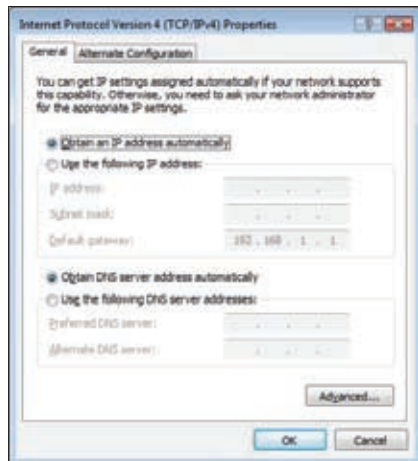 Internet Protocol Version 4 (TCP/IPv4) Properties
General
Alternate Configuration
You can get IP settings assigned automatically if your network supports
this capability. Otherwise, you need to ask your network administrator
for the appropriate IP settings.
Obtain an IP address automatically
Use the following IP address:
IP address:
Subnet mask:
Default gateway:
192 . 168 . 1 . 1
Obtain DNS server address automatically
Use the following DNS server addresses:
Preferred DNS server:
Alternate DNS server:
Advanced...
OK
Cancel